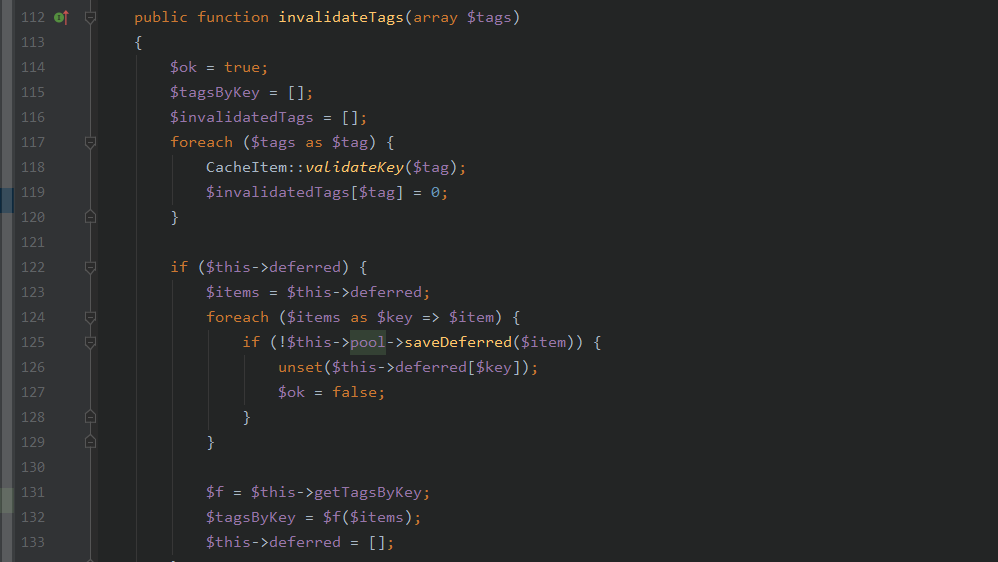 112 public function invalidateTags(array $tags)
113 {
114 $ok = true;
115 $tagsByKey = [];
116 $invalidatedTags = [];
117 foreach ($tags as $tag) {
118 CacheItem::validateKey($tag);
119 $invalidatedTags[$tag] = 0;
120 }
121
122 if ($this->deferred) {
123 $items = $this->deferred;
124 foreach ($items as $key => $item) {
125 if (!$this->pool->saveDeferred($item)) {
126 unset($this->deferred[$key]);
127 $ok = false;
128 }
129 }
130
131 $f = $this->getTagsByKey;
132 $tagsByKey = $f($items);
133 $this->deferred = [];